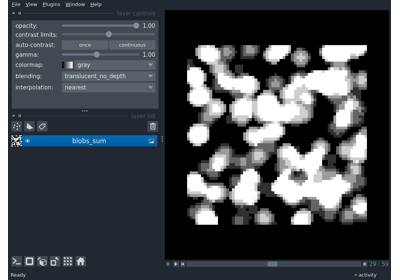 File View Plugins Window Help
layer controls
opacity: 1.00
contrast limits:
auto-contrast: once continuous
gamma: 1.00
colormap: gray
blending: translucent_no_depth
interpolation: nearest
layer list
blobs_sum
29 59
Ready
activity